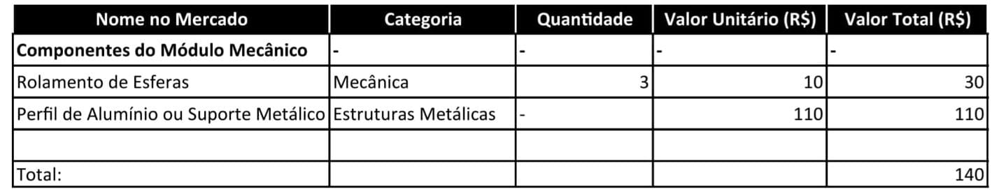 Nome no Mercado Categoria Quantidade Valor Unitário (R$) Valor Total (R$)
Componentes do Módulo Mecânico - - - -
Rolamento de Esferas Mecânica 3 10 30
Perfil de Alumínio ou Suporte Metálico Estruturas Metálicas - 110 110
Total: 140